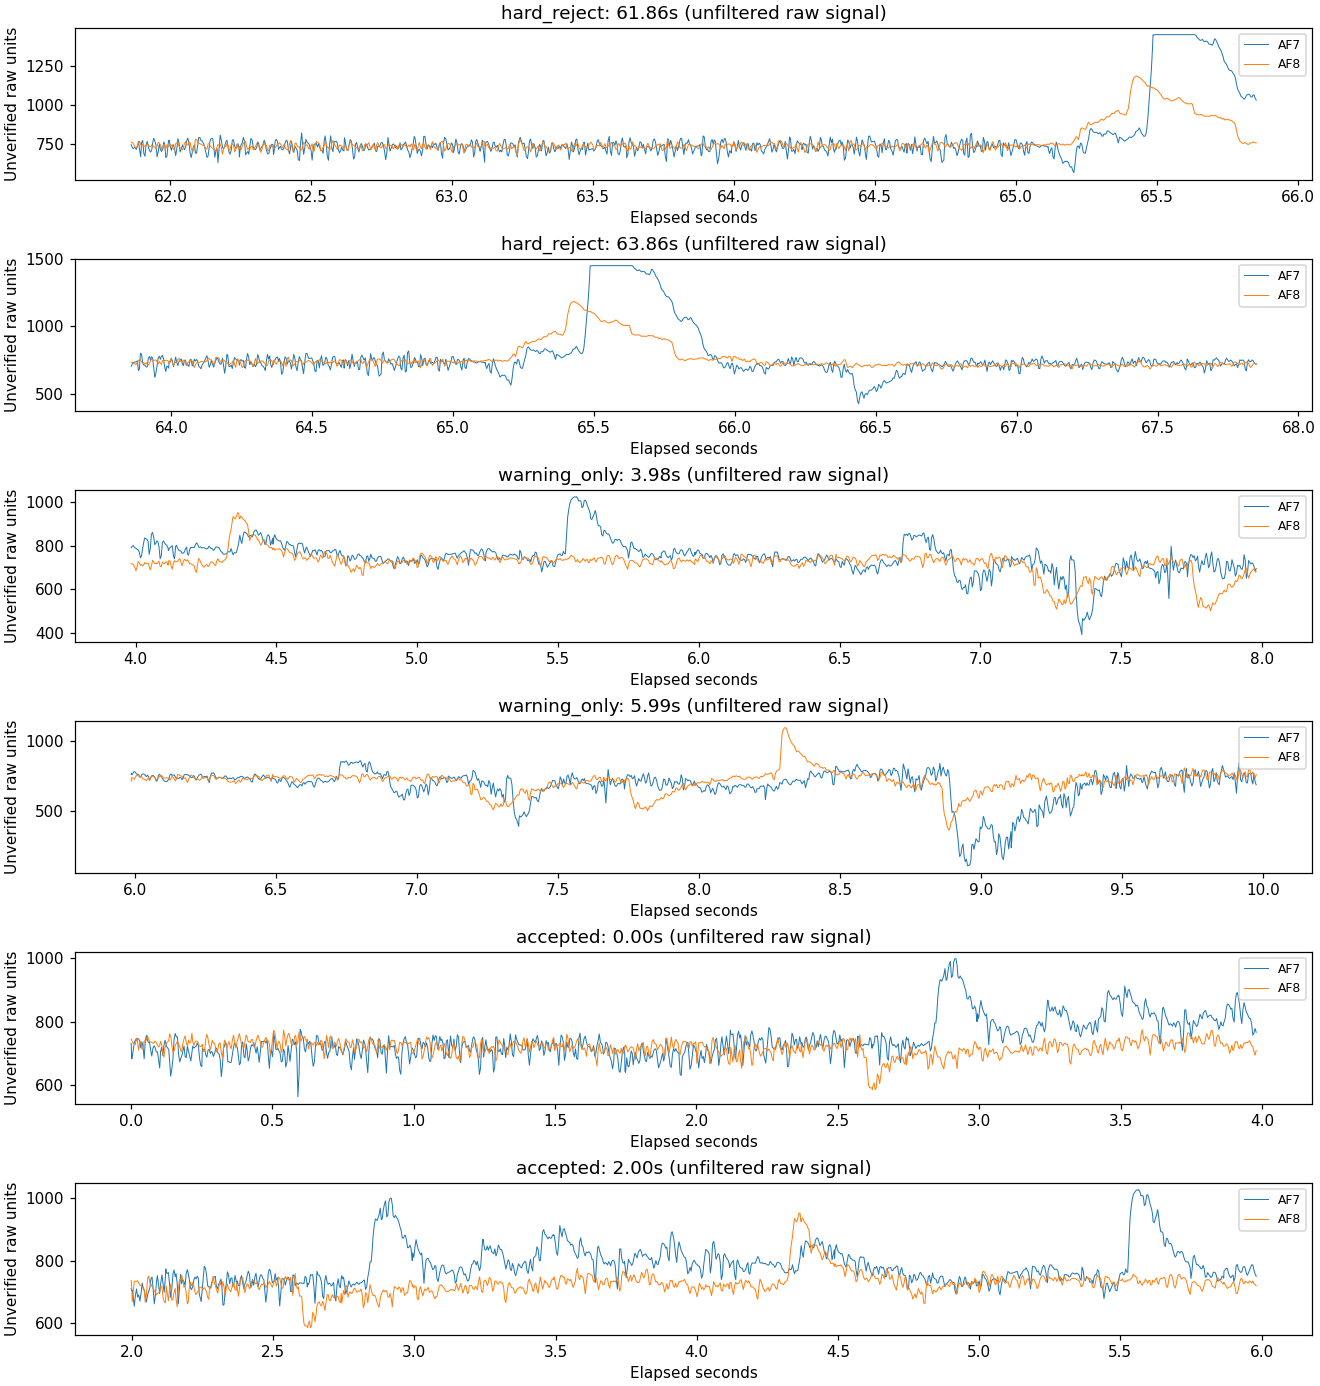 hard_reject: 61.86s (unfiltered raw signal)
Unverified raw units
1250
1000
750
AF7
AF8
62.0 62.5 63.0 63.5 64.0 64.5 65.0 65.5 66.0
Elapsed seconds
hard_reject: 63.86s (unfiltered raw signal)
Unverified raw units
1500
1000
500
AF7
AF8
64.0 64.5 65.0 65.5 66.0 66.5 67.0 67.5 68.0
Elapsed seconds
warning_only: 3.98s (unfiltered raw signal)
Unverified raw units
1000
800
600
400
AF7
AF8
4.0 4.5 5.0 5.5 6.0 6.5 7.0 7.5 8.0
Elapsed seconds
warning_only: 5.99s (unfiltered raw signal)
Unverified raw units
1000
500
AF7
AF8
6.0 6.5 7.0 7.5 8.0 8.5 9.0 9.5 10.0
Elapsed seconds
accepted: 0.00s (unfiltered raw signal)
Unverified raw units
1000
800
600
AF7
AF8
0.0 0.5 1.0 1.5 2.0 2.5 3.0 3.5 4.0
Elapsed seconds
accepted: 2.00s (unfiltered raw signal)
Unverified raw units
1000
800
600
AF7
AF8
2.0 2.5 3.0 3.5 4.0 4.5 5.0 5.5 6.0
Elapsed seconds